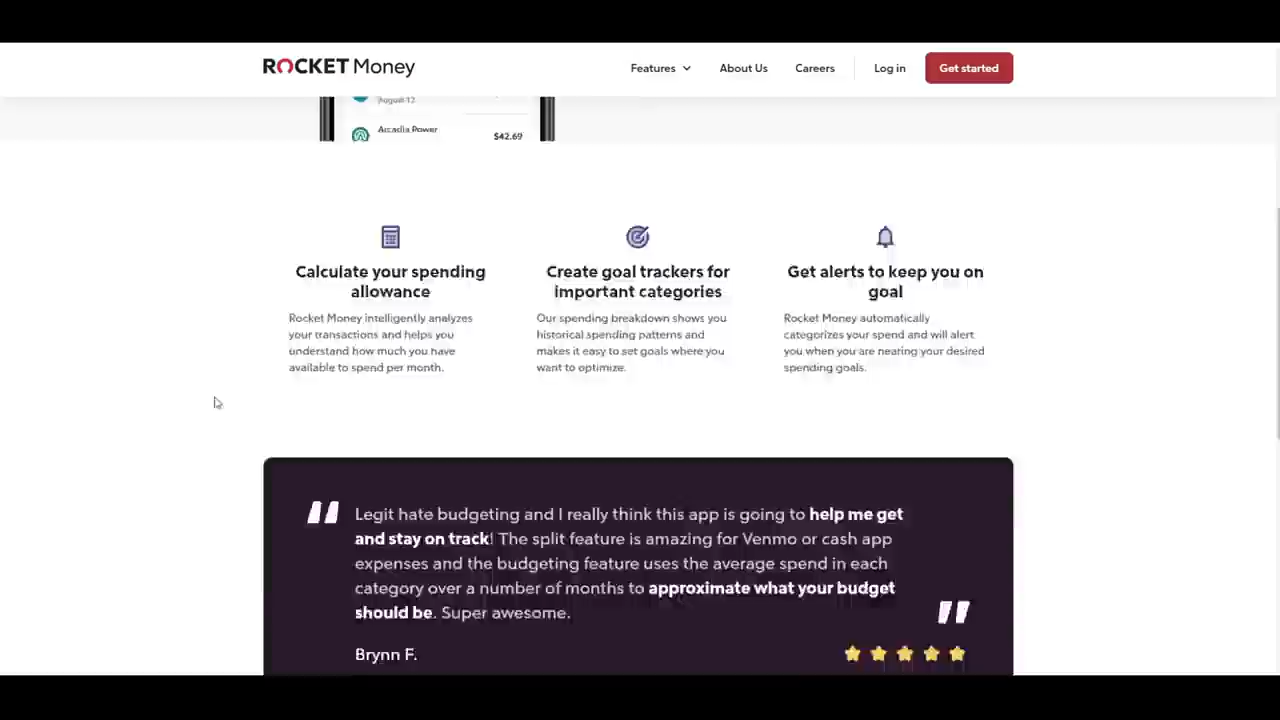 ROCKET Money
Features
About Us
Careers
Log in
Get started
August 12
Arcadia Power
$42.69
Calculate your spending
allowance
Rocket Money intelligently analyzes
your transactions and helps you
understand how much you have
available to spend per month.
Create goal trackers for
important categories
Our spending breakdown shows you
historical spending patterns and
makes it easy to set goals where you
want to optimize.
Get alerts to keep you on
goal
Rocket Money automatically
categorizes your spend and will alert
you when you are nearing your desired
spending goals.
"Legit hate budgeting and I really think this app is going to help me get
and stay on track! The split feature is amazing for Venmo or cash app
expenses and the budgeting feature uses the average spend in each
category over a number of months to approximate what your budget
should be. Super awesome."
Brynn F.